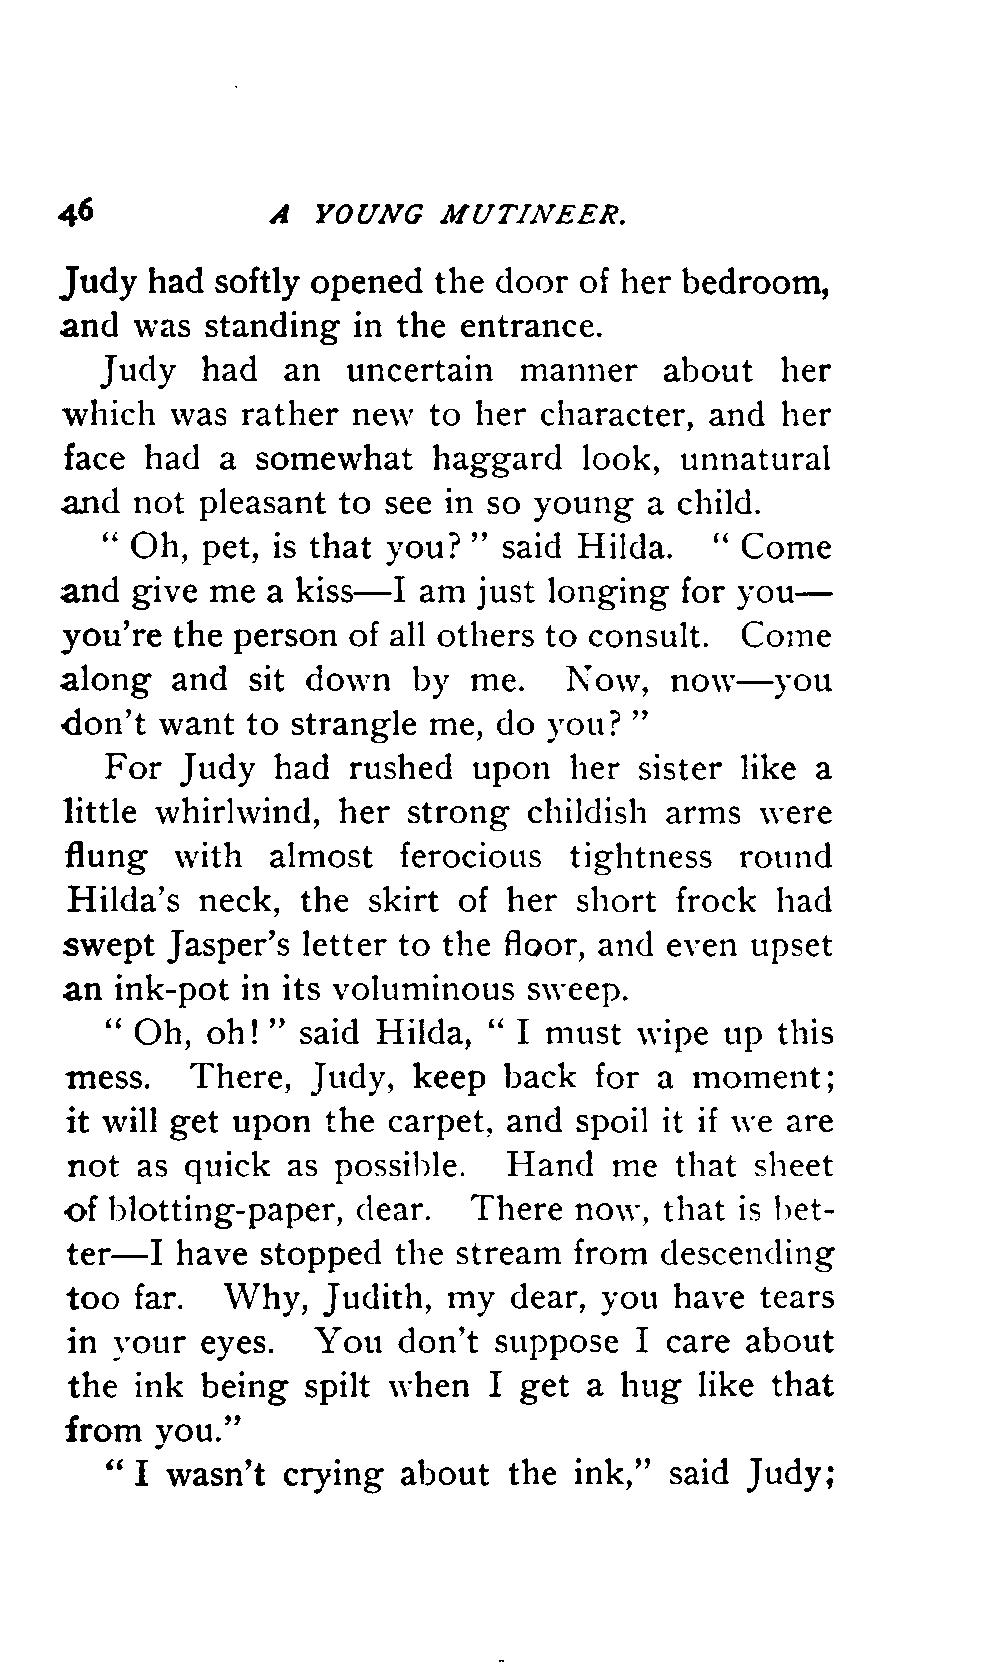 46 A YOUNG MUTINEER.
Judy had softly opened the door of her bedroom,
and was standing in the entrance.
Judy had an uncertain manner about her
which was rather new to her character, and her
face had a somewhat haggard look, unnatural
and not pleasant to see in so young a child.
“ Oh, pet, is that you? ” said Hilda. “ Come
and give me a kiss—I am just longing for you—
you're the person of all others to consult. Come
along and sit down by me. Now, now—you
don't want to strangle me, do you? ”
For Judy had rushed upon her sister like a
little whirlwind, her strong childish arms were
flung with almost ferocious tightness round
Hilda's neck, the skirt of her short frock had
swept Jasper's letter to the floor, and even upset
an ink-pot in its voluminous sweep.
“ Oh, oh! ” said Hilda, “ I must wipe up this
mess. There, Judy, keep back for a moment;
it will get upon the carpet, and spoil it if we are
not as quick as possible. Hand me that sheet
of blotting-paper, dear. There now, that is bet-
ter—I have stopped the stream from descending
too far. Why, Judith, my dear, you have tears
in your eyes. You don't suppose I care about
the ink being spilt when I get a hug like that
from you.”
“ I wasn't crying about the ink,” said Judy;